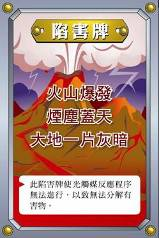 陷害牌
火山爆發
煙塵蓋天
大地一片灰暗
此陷害牌使光觸媒反應程序
無法進行，以致無法分解有
害物。